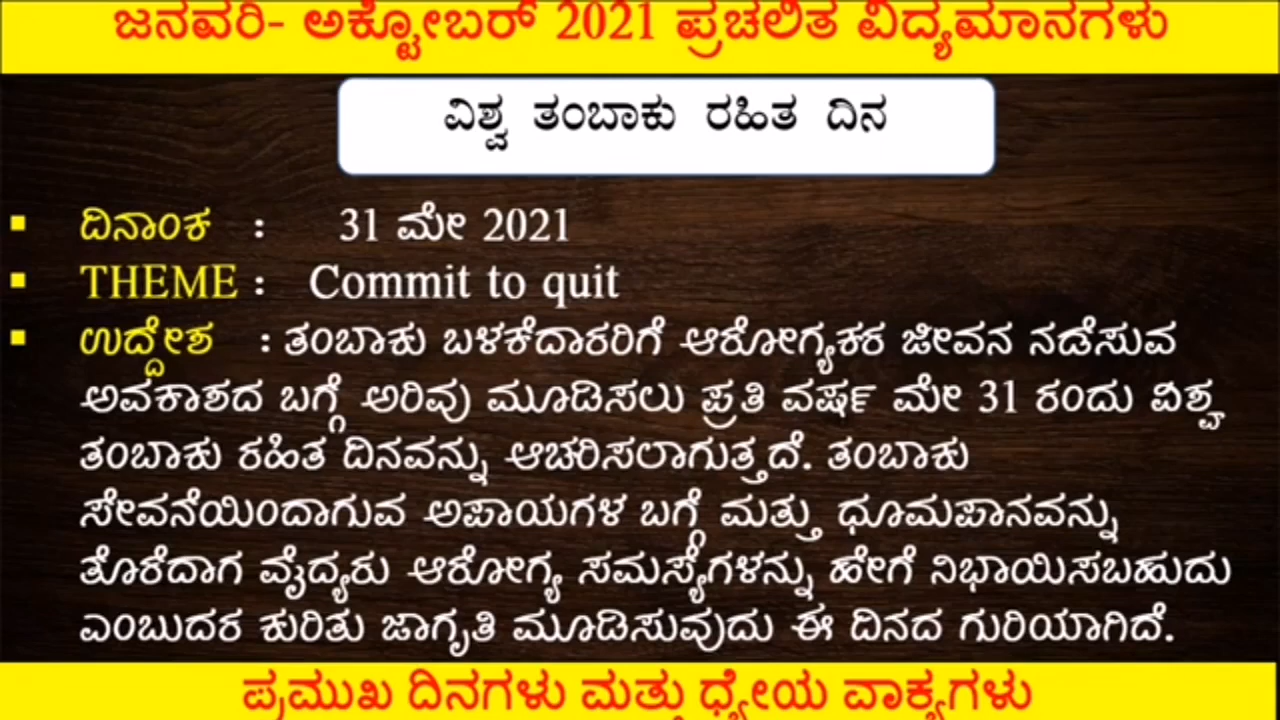 ಜನವರಿ- ಅಕ್ಟೋಬರ್ 2021 ಪ್ರಚಲಿತ ವಿದ್ಯಮಾನಗಳು
ವಿಶ್ವ ತಂಬಾಕು ರಹಿತ ದಿನ
▪ ದಿನಾಂಕ : 31 ಮೇ 2021
▪ THEME : Commit to quit
▪ ಉದ್ದೇಶ : ತಂಬಾಕು ಬಳಕೆದಾರರಿಗೆ ಆರೋಗ್ಯಕರ ಜೀವನ ನಡೆಸುವ
ಅವಕಾಶದ ಬಗ್ಗೆ ಅರಿವು ಮೂಡಿಸಲು ಪ್ರತಿ ವರ್ಷ ಮೇ 31 ರಂದು ವಿಶ್ವ
ತಂಬಾಕು ರಹಿತ ದಿನವನ್ನು ಆಚರಿಸಲಾಗುತ್ತದೆ. ತಂಬಾಕು
ಸೇವನೆಯಿಂದಾಗುವ ಅಪಾಯಗಳ ಬಗ್ಗೆ ಮತ್ತು ಧೂಮಪಾನವನ್ನು
ತೊರೆದಾಗ ವೈದ್ಯರು ಆರೋಗ್ಯ ಸಮಸ್ಯೆಗಳನ್ನು ಹೇಗೆ ನಿಭಾಯಿಸಬಹುದು
ಎಂಬುದರ ಕುರಿತು ಜಾಗೃತಿ ಮೂಡಿಸುವುದು ಈ ದಿನದ ಗುರಿಯಾಗಿದೆ.
ಪ್ರಮುಖ ದಿನಗಳು ಮತ್ತು ಧ್ಯೇಯ ವಾಕ್ಯಗಳು